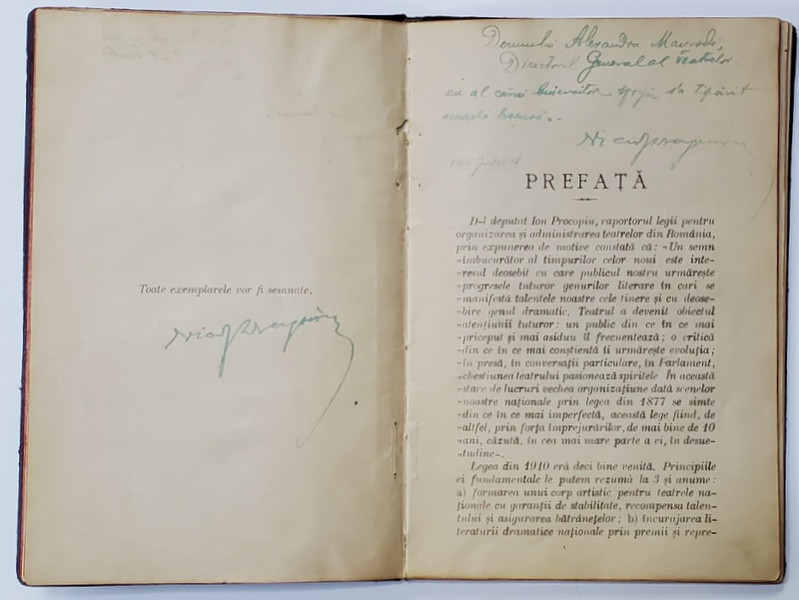 Toate exemplarele vor fi semnate.
Domnului Alexandru Mavrodi,
Directorul General al Teatrelor
cu al cărui binevoitor sprijin s'a tipărit
această broșură.
PREFAȚĂ
D-l deputat Ion Procopiu, raportorul legii pentru
organizarea și administrarea teatrelor din România,
prin expunerea de motive constată că: «Un semn
«îmbucurător al timpurilor celor noui este inte-
«resul deosebit cu care publicul nostru urmărește
«progresele tuturor genurilor literare în cari se
«manifestă talentele noastre cele tinere și cu deose-
«bire genul dramatic. Teatrul a devenit obiectul
«atențiunii tuturor: un public din ce în ce mai
«priceput și mai asiduu îl frecuentează; o critică
«din ce în ce mai conștientă îi urmărește evoluția;
«în presă, în conversații particulare, în Parlament,
«chestiunea teatrului pasionează spiritele. În această
«stare de lucruri vechea organizațiune dată scenelor
«noastre naționale prin legea din 1877 se simte
«din ce în ce mai imperfectă, această lege fiind, de
«altfel, prin forța împrejurărilor, de mai bine de 10
«ani, căzută, în cea mai mare parte a ei, în desue-
«tudine».
Legea din 1910 eră deci bine venită. Principiile
ei fundamentale le putem rezumà la 3 și anume:
a) formarea unui corp artistic pentru teatrele na-
ționale cu garanții de stabilitate, recompensa talen-
tului și asigurarea bătrânețelor; b) încurajarea li-
teraturii dramatice naționale prin premii și repre-